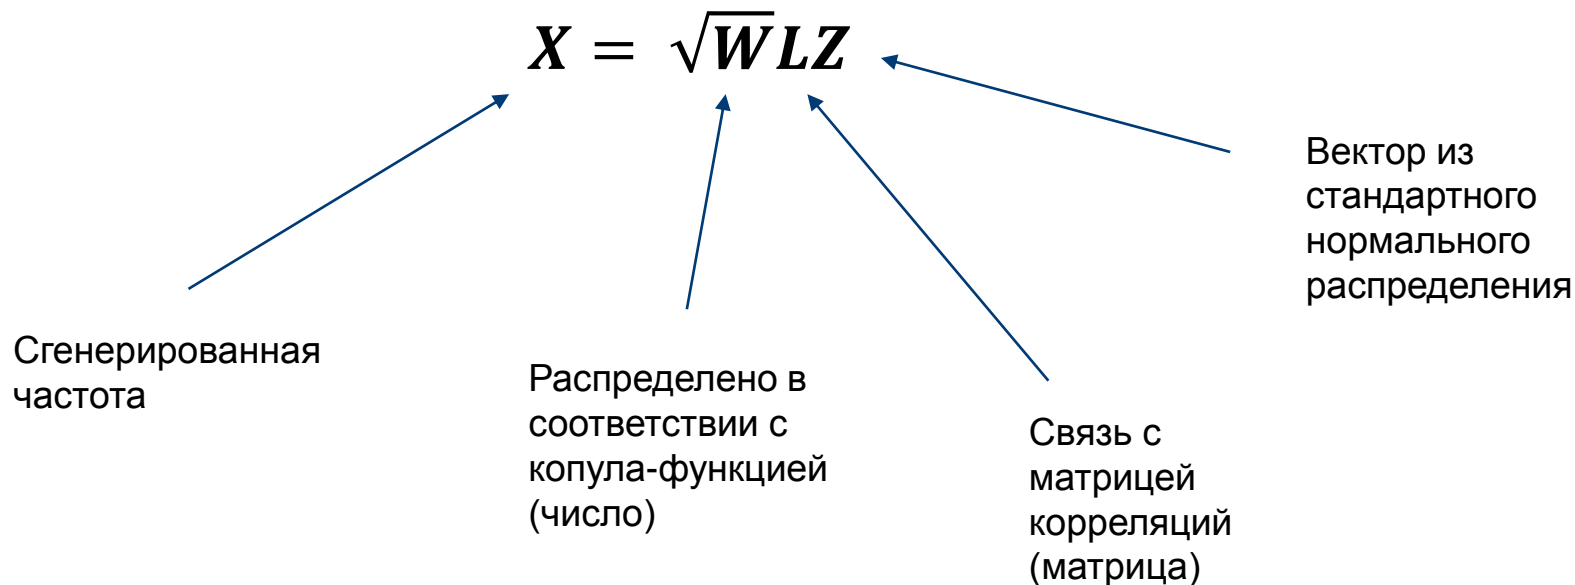 X = √WLZ
Сгенерированная
частота
Распределено в
соответствии с
копула-функцией
(число)
Связь с
матрицей
корреляций
(матрица)
Вектор из
стандартного
нормального
распределения